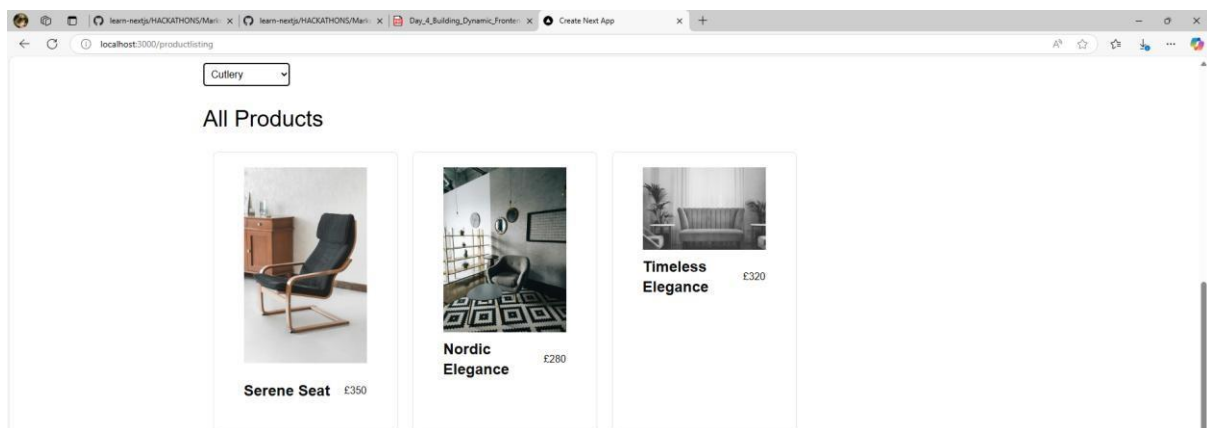 learn-nextjs/HACKATHONS/Mark
learn-nextjs/HACKATHONS/Mark
Day_4_Building_Dynamic_Fronten
Create Next App
localhost:3000/productlisting
Cutlery
All Products
Serene Seat £350
Nordic
Elegance
£280
Timeless
Elegance
£320